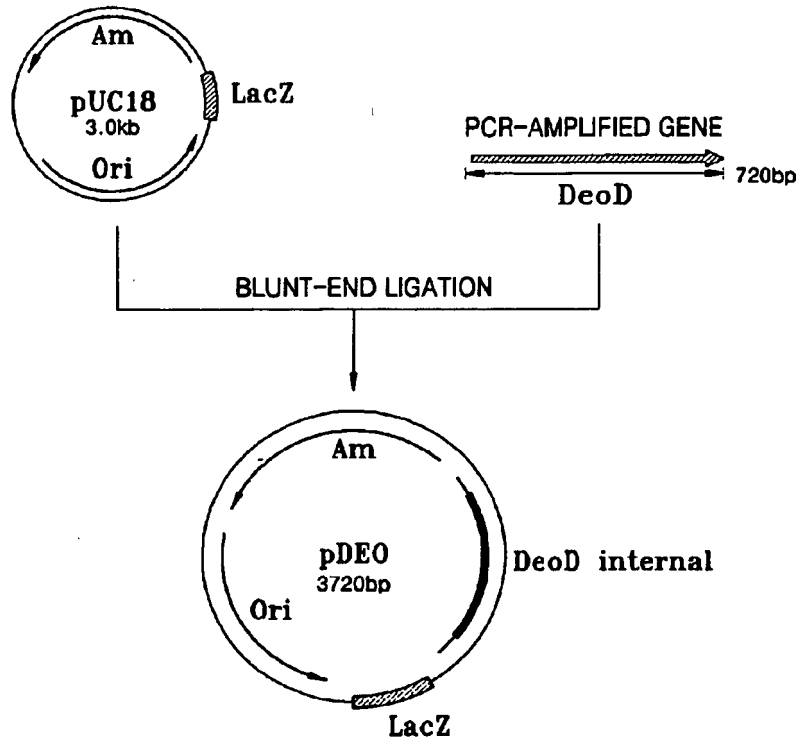 Am
pUC18
3.0kb
LacZ
Ori
PCR-AMPLIFIED GENE
720bp
DeoD
BLUNT-END LIGATION
Am
pDEO
3720bp
DeoD internal
Ori
LacZ